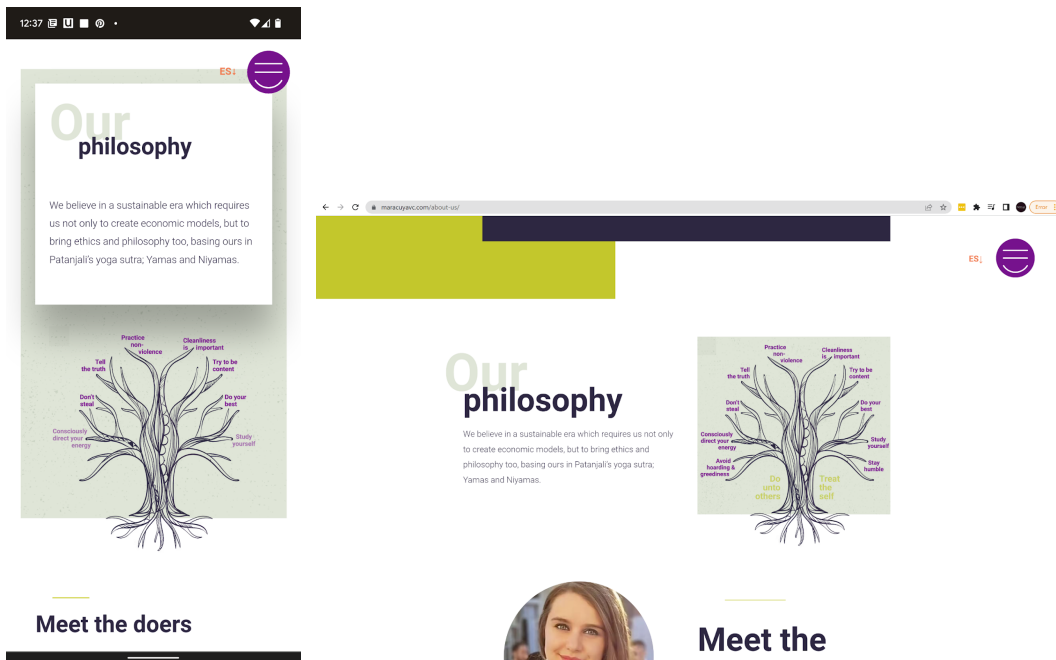 12:37
ES↓
Our
philosophy
We believe in a sustainable era which requires
us not only to create economic models, but to
bring ethics and philosophy too, basing ours in
Patanjali's yoga sutra; Yamas and Niyamas.
Practice
non-
violence
Cleanliness
is important
Tell
the truth
Try to be
content
Don't
steal
Do your
best
Consciously
direct your
energy
Study
yourself
Meet the doers
maracuyavc.com/about-us/
Error
ES↓
Our
philosophy
We believe in a sustainable era which requires us not only
to create economic models, but to bring ethics and
philosophy too, basing ours in Patanjali's yoga sutra;
Yamas and Niyamas.
Practice
non-
violence
Cleanliness
is important
Tell
the truth
Try to be
content
Don't
steal
Do your
best
Consciously
direct your
energy
Study
yourself
Avoid
hoarding &
greediness
Stay
humble
Do
unto
others
Treat
the
self
Meet the